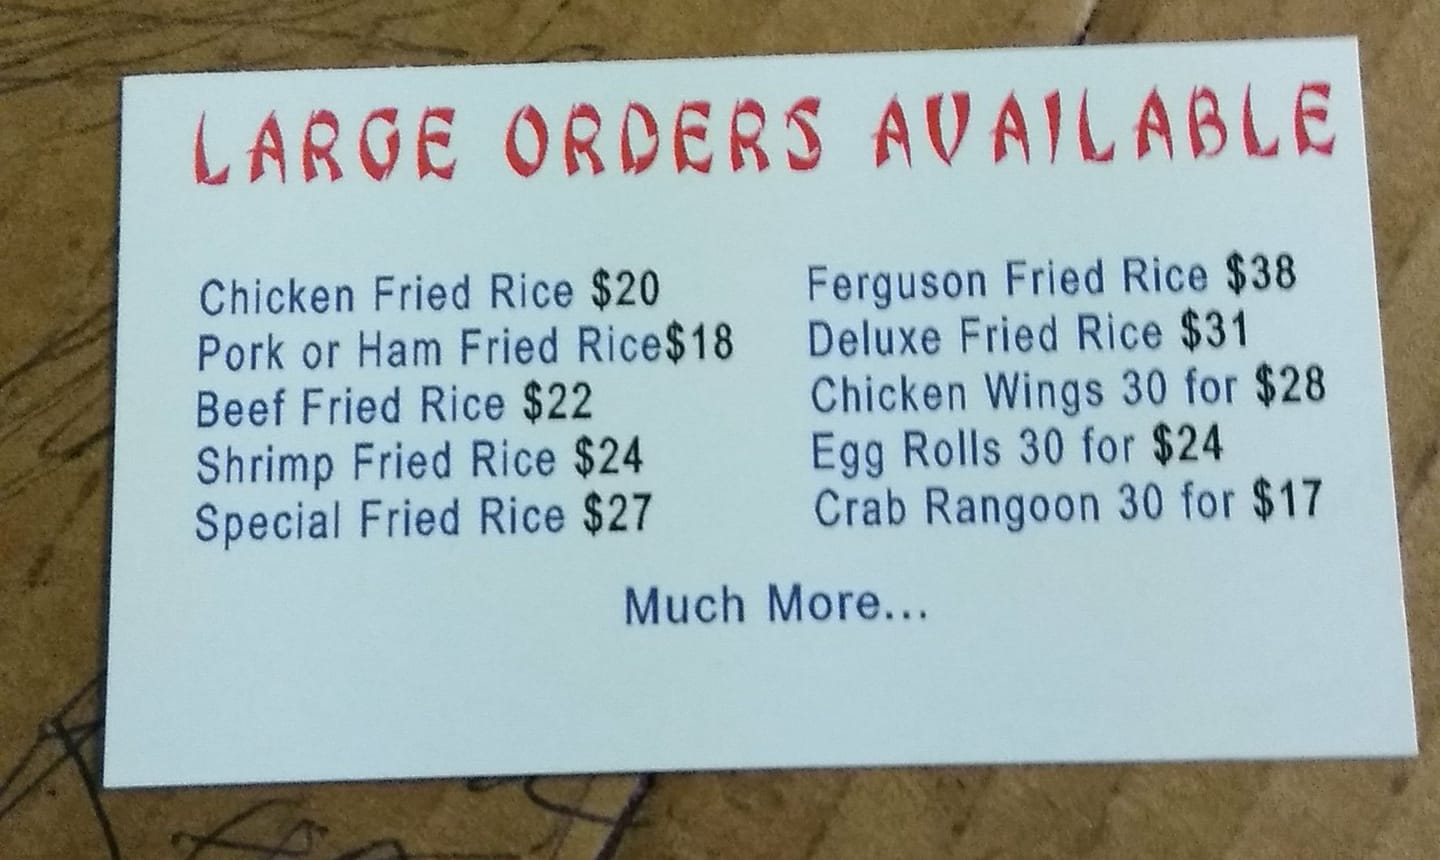 LARGE ORDERS AVAILABLE
Chicken Fried Rice $20
Pork or Ham Fried Rice$18
Beef Fried Rice $22
Shrimp Fried Rice $24
Special Fried Rice $27
Ferguson Fried Rice $38
Deluxe Fried Rice $31
Chicken Wings 30 for $28
Egg Rolls 30 for $24
Crab Rangoon 30 for $17
Much More...